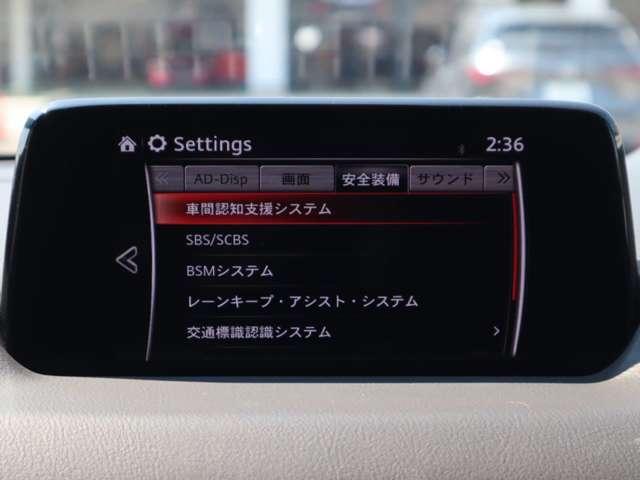 Settings 2:36
AD-Disp 画面 安全装備 サウンド
車間認知支援システム
SBS/SCBS
BSMシステム
レーンキープ・アシスト・システム
交通標識認識システム